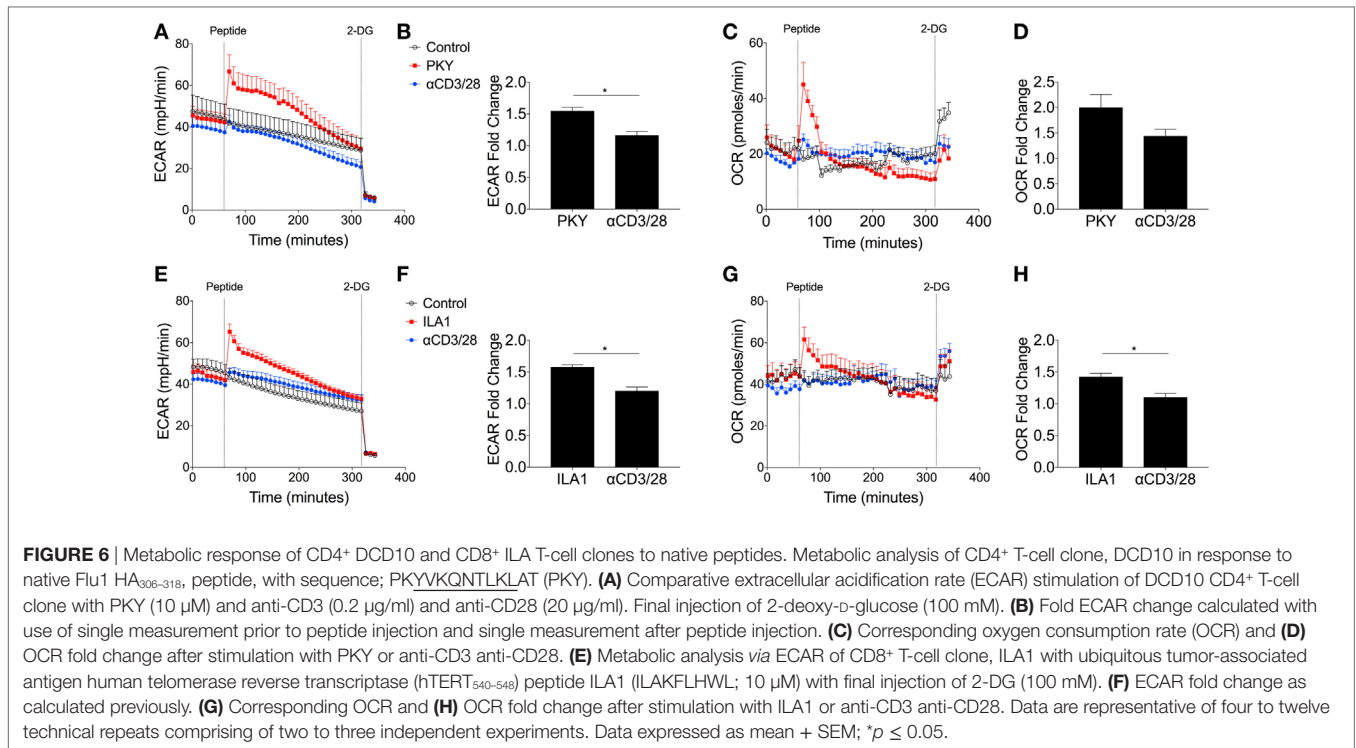 A
Peptide
2-DG
ECAR (mpH/min)
80
60
40
20
0
0 100 200 300 400
Time (minutes)
Control
PKY
αCD3/28
B
ECAR Fold Change
2.0
1.5
1.0
0.5
0.0
*
PKY αCD3/28
C
Peptide
2-DG
OCR (pmoles/min)
60
40
20
0
0 100 200 300 400
Time (minutes)
D
OCR Fold Change
2.5
2.0
1.5
1.0
0.5
0.0
PKY αCD3/28
E
Peptide
2-DG
ECAR (mpH/min)
80
60
40
20
0
0 100 200 300 400
Time (minutes)
Control
ILA1
αCD3/28
F
ECAR Fold Change
2.0
1.5
1.0
0.5
0.0
*
ILA1 αCD3/28
G
Peptide
2-DG
OCR (pmoles/min)
80
60
40
20
0
0 100 200 300 400
Time (minutes)
H
OCR Fold Change
2.0
1.5
1.0
0.5
0.0
*
ILA1 αCD3/28
FIGURE 6 | Metabolic response of CD4⁺ DCD10 and CD8⁺ ILA T-cell clones to native peptides. Metabolic analysis of CD4⁺ T-cell clone, DCD10 in response to
native Flu1 HA₃₀₆₋₃₁₈, peptide, with sequence; PKYVKQNTLKLAT (PKY). (A) Comparative extracellular acidification rate (ECAR) stimulation of DCD10 CD4⁺ T-cell
clone with PKY (10 μM) and anti-CD3 (0.2 μg/ml) and anti-CD28 (20 μg/ml). Final injection of 2-deoxy-D-glucose (100 mM). (B) Fold ECAR change calculated with
use of single measurement prior to peptide injection and single measurement after peptide injection. (C) Corresponding oxygen consumption rate (OCR) and (D)
OCR fold change after stimulation with PKY or anti-CD3 anti-CD28. (E) Metabolic analysis via ECAR of CD8⁺ T-cell clone, ILA1 with ubiquitous tumor-associated
antigen human telomerase reverse transcriptase (hTERT₅₄₀₋₅₄₈) peptide ILA1 (ILAKFLHWL; 10 μM) with final injection of 2-DG (100 mM). (F) ECAR fold change as
calculated previously. (G) Corresponding OCR and (H) OCR fold change after stimulation with ILA1 or anti-CD3 anti-CD28. Data are representative of four to twelve
technical repeats comprising of two to three independent experiments. Data expressed as mean + SEM; *p ≤ 0.05.